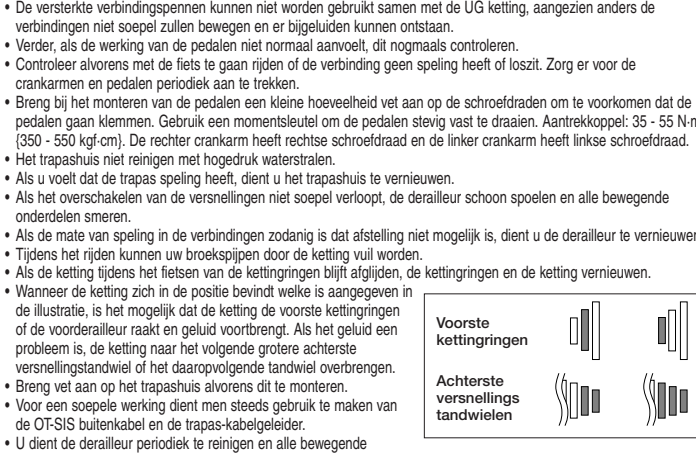 • De versterkte verbindingspennen kunnen niet worden gebruikt samen met de UG ketting, aangezien anders de
verbindingen niet soepel zullen bewegen en er bijgeluiden kunnen ontstaan.
• Verder, als de werking van de pedalen niet normaal aanvoelt, dit nogmaals controleren.
• Controleer alvorens met de fiets te gaan rijden of de verbinding geen speling heeft of loszit. Zorg er voor de
crankarmen en pedalen periodiek aan te trekken.
• Breng bij het monteren van de pedalen een kleine hoeveelheid vet aan op de schroefdraden om te voorkomen dat de
pedalen gaan klemmen. Gebruik een momentsleutel om de pedalen stevig vast te draaien. Aantrekkoppel: 35 - 55 N·m
{350 - 550 kgf·cm}. De rechter crankarm heeft rechtse schroefdraad en de linker crankarm heeft linkse schroefdraad.
• Het trapashuis niet reinigen met hogedruk waterstralen.
• Als u voelt dat de trapas speling heeft, dient u het trapashuis te vernieuwen.
• Als het overschakelen van de versnellingen niet soepel verloopt, de derailleur schoon spoelen en alle bewegende
onderdelen smeren.
• Als de mate van speling in de verbindingen zodanig is dat afstelling niet mogelijk is, dient u de derailleur te vernieuwen
• Tijdens het rijden kunnen uw broekspijpen door de ketting vuil worden.
• Als de ketting tijdens het fietsen van de kettingringen blijft afglijden, de kettingringen en de ketting vernieuwen.
• Wanneer de ketting zich in de positie bevindt welke is aangegeven in
de illustratie, is het mogelijk dat de ketting de voorste kettingringen
of de voorderailleur raakt en geluid voortbrengt. Als het geluid een
probleem is, de ketting naar het volgende grotere achterste
versnellingstandwiel of het daaropvolgende tandwiel overbrengen.
• Breng vet aan op het trapashuis alvorens dit te monteren.
• Voor een soepele werking dient men steeds gebruik te maken van
de OT-SIS buitenkabel en de trapas-kabelgeleider.
• U dient de derailleur periodiek te reinigen en alle bewegende
Voorste
kettingringen
Achterste
versnellings
tandwielen